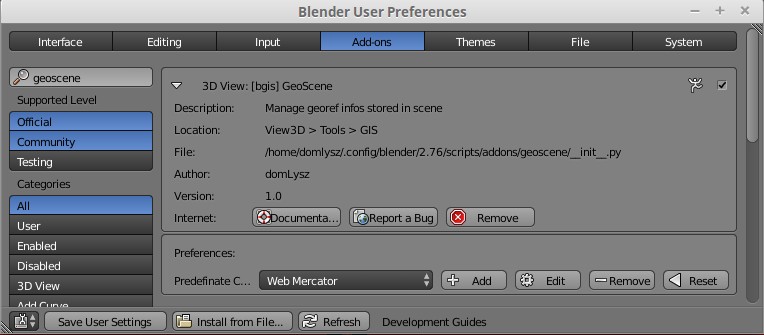 Blender User Preferences
Interface Editing Input Add-ons Themes File System
geoscene
Supported Level
Official
Community
Testing
Categories
All
User
Enabled
Disabled
3D View
Add Curve
3D View: [bgis] GeoScene
Description: Manage georef infos stored in scene
Location: View3D > Tools > GIS
File: /home/domlysz/.config/blender/2.76/scripts/addons/geoscene/__init__.py
Author: domLysz
Version: 1.0
Internet: Documenta... Report a Bug Remove
Preferences:
Predefinate C... Web Mercator Add Edit Remove Reset
Save User Settings Install from File... Refresh Development Guides